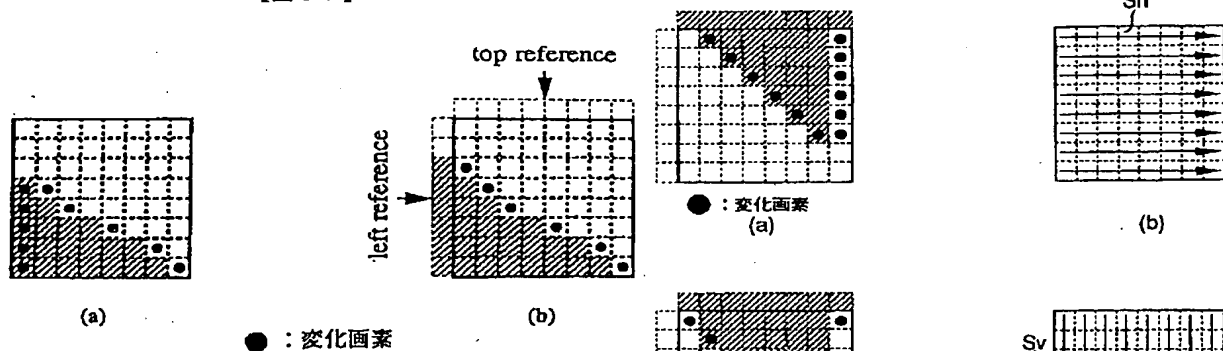 top reference
left reference
(a)
(b)
● : 変化画素
Sh
● : 変化画素
(a)
(b)
Sv